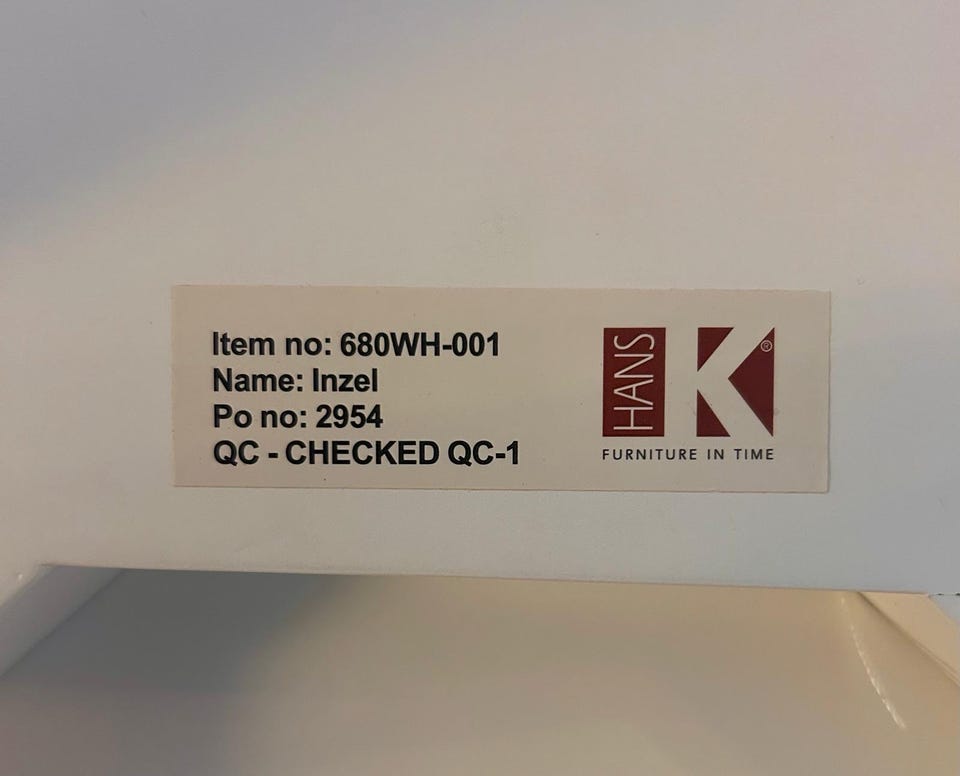 Item no: 680WH-001
Name: Inzel
Po no: 2954
QC - CHECKED QC-1
HANS K ®
FURNITURE IN TIME